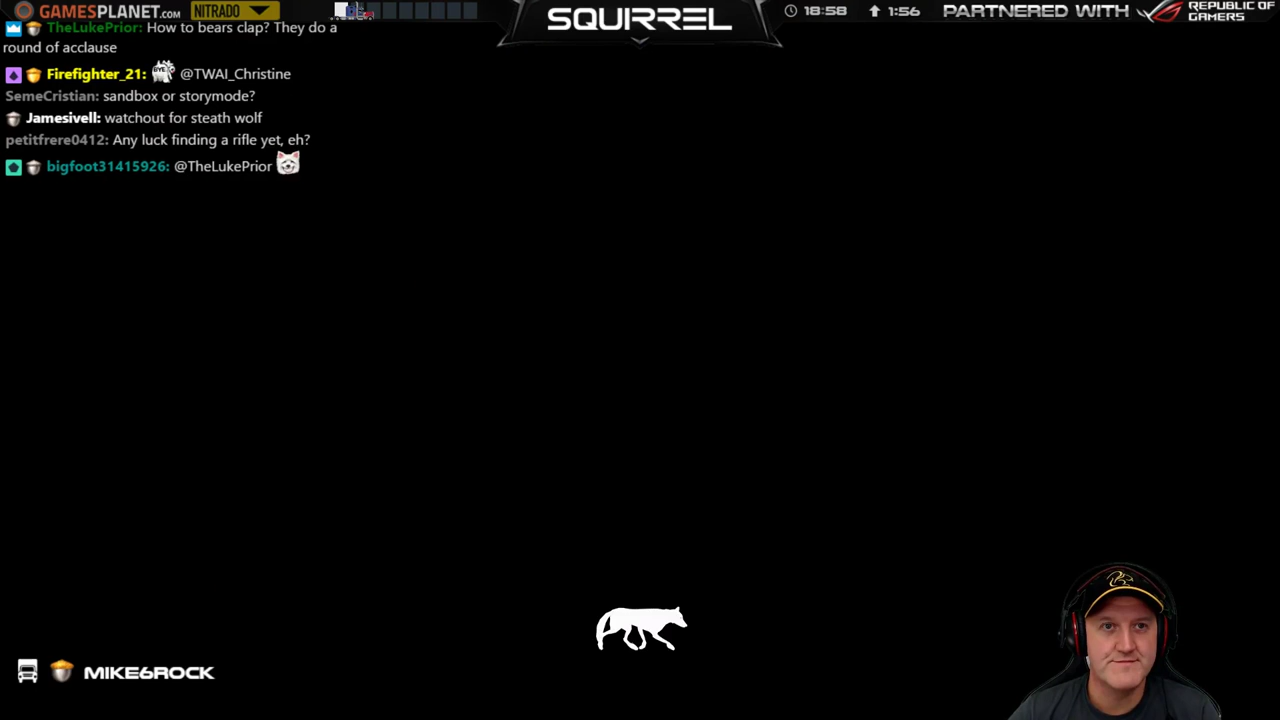 GAMESPLANET.COM NITRADO SQUIRREL 18:58 1:56 PARTNERED WITH REPUBLIC OF GAMERS
TheLukePrior: How to bears clap? They do a
round of acclause
Firefighter_21: @TWAI_Christine
SemeCristian: sandbox or storymode?
Jamesivell: watchout for steath wolf
petitfrere0412: Any luck finding a rifle yet, eh?
bigfoot31415926: @TheLukePrior
MIKE6ROCK